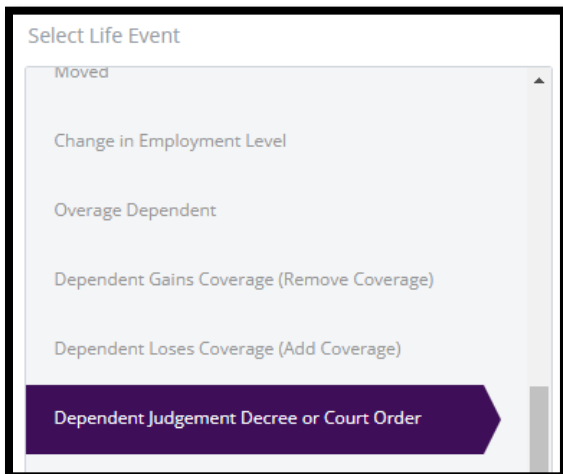 Select Life Event
Moved
Change in Employment Level
Overage Dependent
Dependent Gains Coverage (Remove Coverage)
Dependent Loses Coverage (Add Coverage)
Dependent Judgement Decree or Court Order